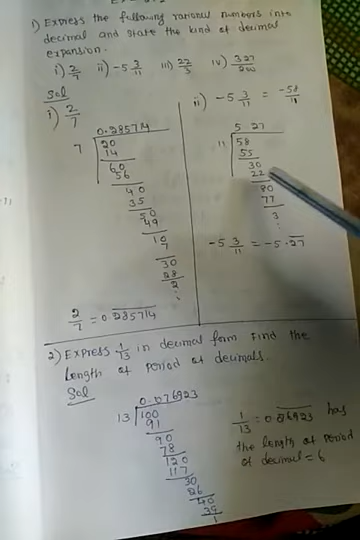 1) Express the following rational numbers into
decimal and state the kind of decimal
expansion.
i) 2/7 ii) -5 3/11 iii) 22/3 iv) 327/200
Sol
i) 2/7
0.285714
7 20
14
60
56
40
35
50
49
10
7
30
28
2
⋮
2/7 = 0.285714
ii) -5 3/11 = -58/11
5 27
11 58
55
30
22
80
77
3
⋮
-5 3/11 = -5.27
2) Express 1/13 in decimal form Find the
Length of period of decimals.
Sol
0.076923
13 100
91
90
78
120
117
30
26
40
39
1
1/13 = 0.076923 has
the length of period
of decimal = 6